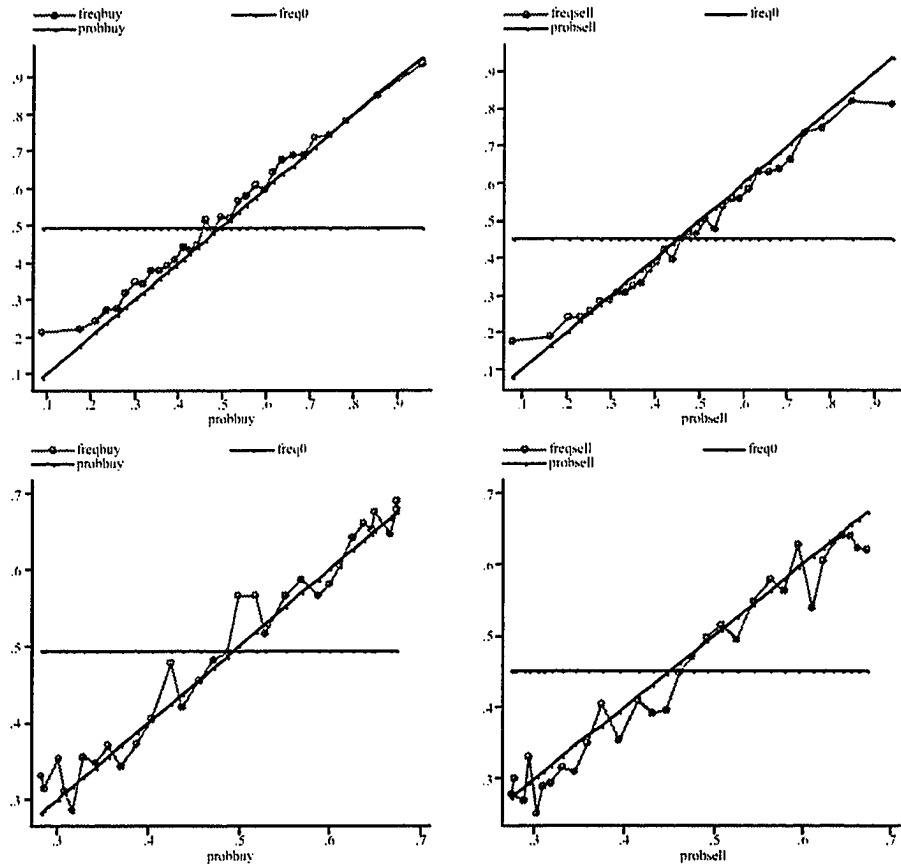 freqbuy freq0
probbuy
.9
.8
.7
.6
.5
.4
.3
.2
.1
.1 .2 .3 .4 .5 .6 .7 .8 .9
probbuy
freqsell freq0
probsell
.9
.8
.7
.6
.5
.4
.3
.2
.1
.1 .2 .3 .4 .5 .6 .7 .8 .9
probsell
freqbuy freq0
probbuy
.7
.6
.5
.4
.3
.3 .4 .5 .6 .7
probbuy
freqsell freq0
probsell
.7
.6
.5
.4
.3
.3 .4 .5 .6 .7
probsell